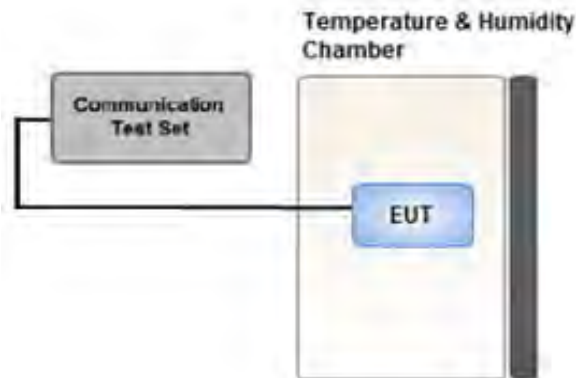 Temperature & Humidity
Chamber
Communication
Test Set
EUT